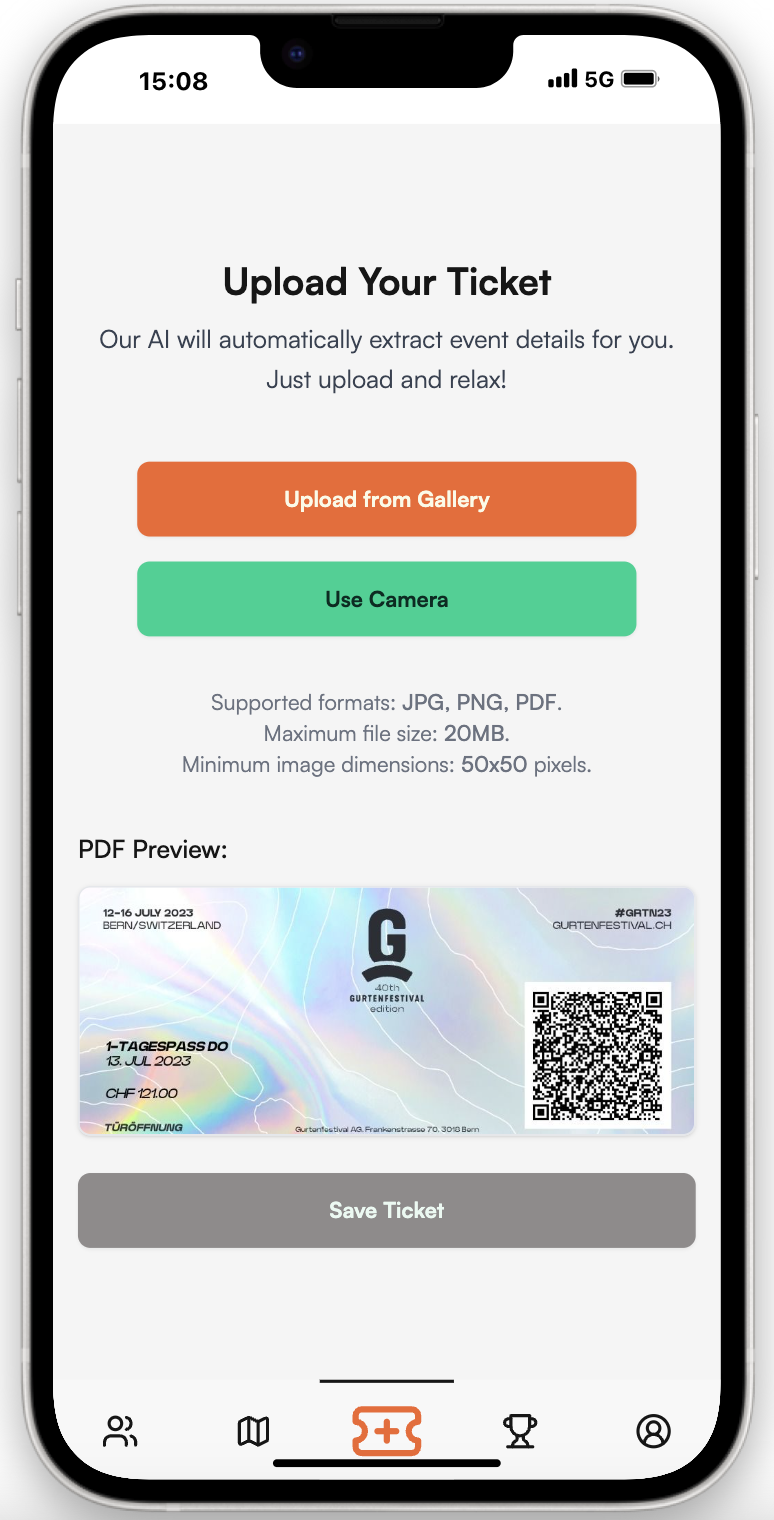 15:08
5G
Upload Your Ticket
Our AI will automatically extract event details for you.
Just upload and relax!
Upload from Gallery
Use Camera
Supported formats: JPG, PNG, PDF.
Maximum file size: 20MB.
Minimum image dimensions: 50x50 pixels.
PDF Preview:
12-16 JULY 2023
BERN/SWITZERLAND
G
40th
GURTENFESTIVAL
edition
#GRTN23
GURTENFESTIVAL.CH
1-TAGESPASS DO
13. JUL 2023
CHF 121.00
TÜRÖFFNUNG
Gurtenfestival AG, Frankenstrasse 70, 3018 Bern
Save Ticket